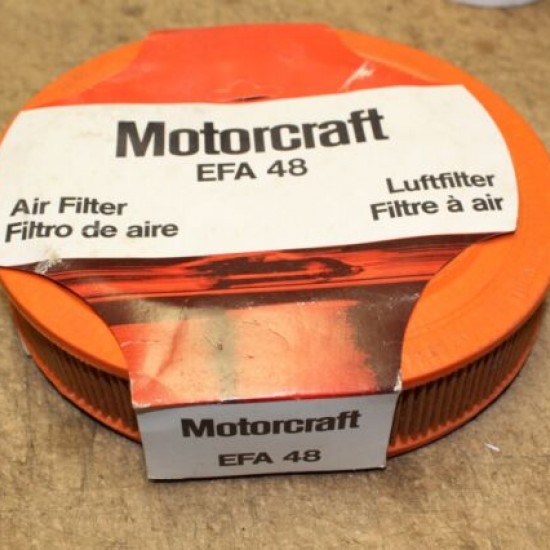 Motorcraft
EFA 48
Air Filter
Filtro de aire
Luftfilter
Filtre à air
Motorcraft
EFA 48